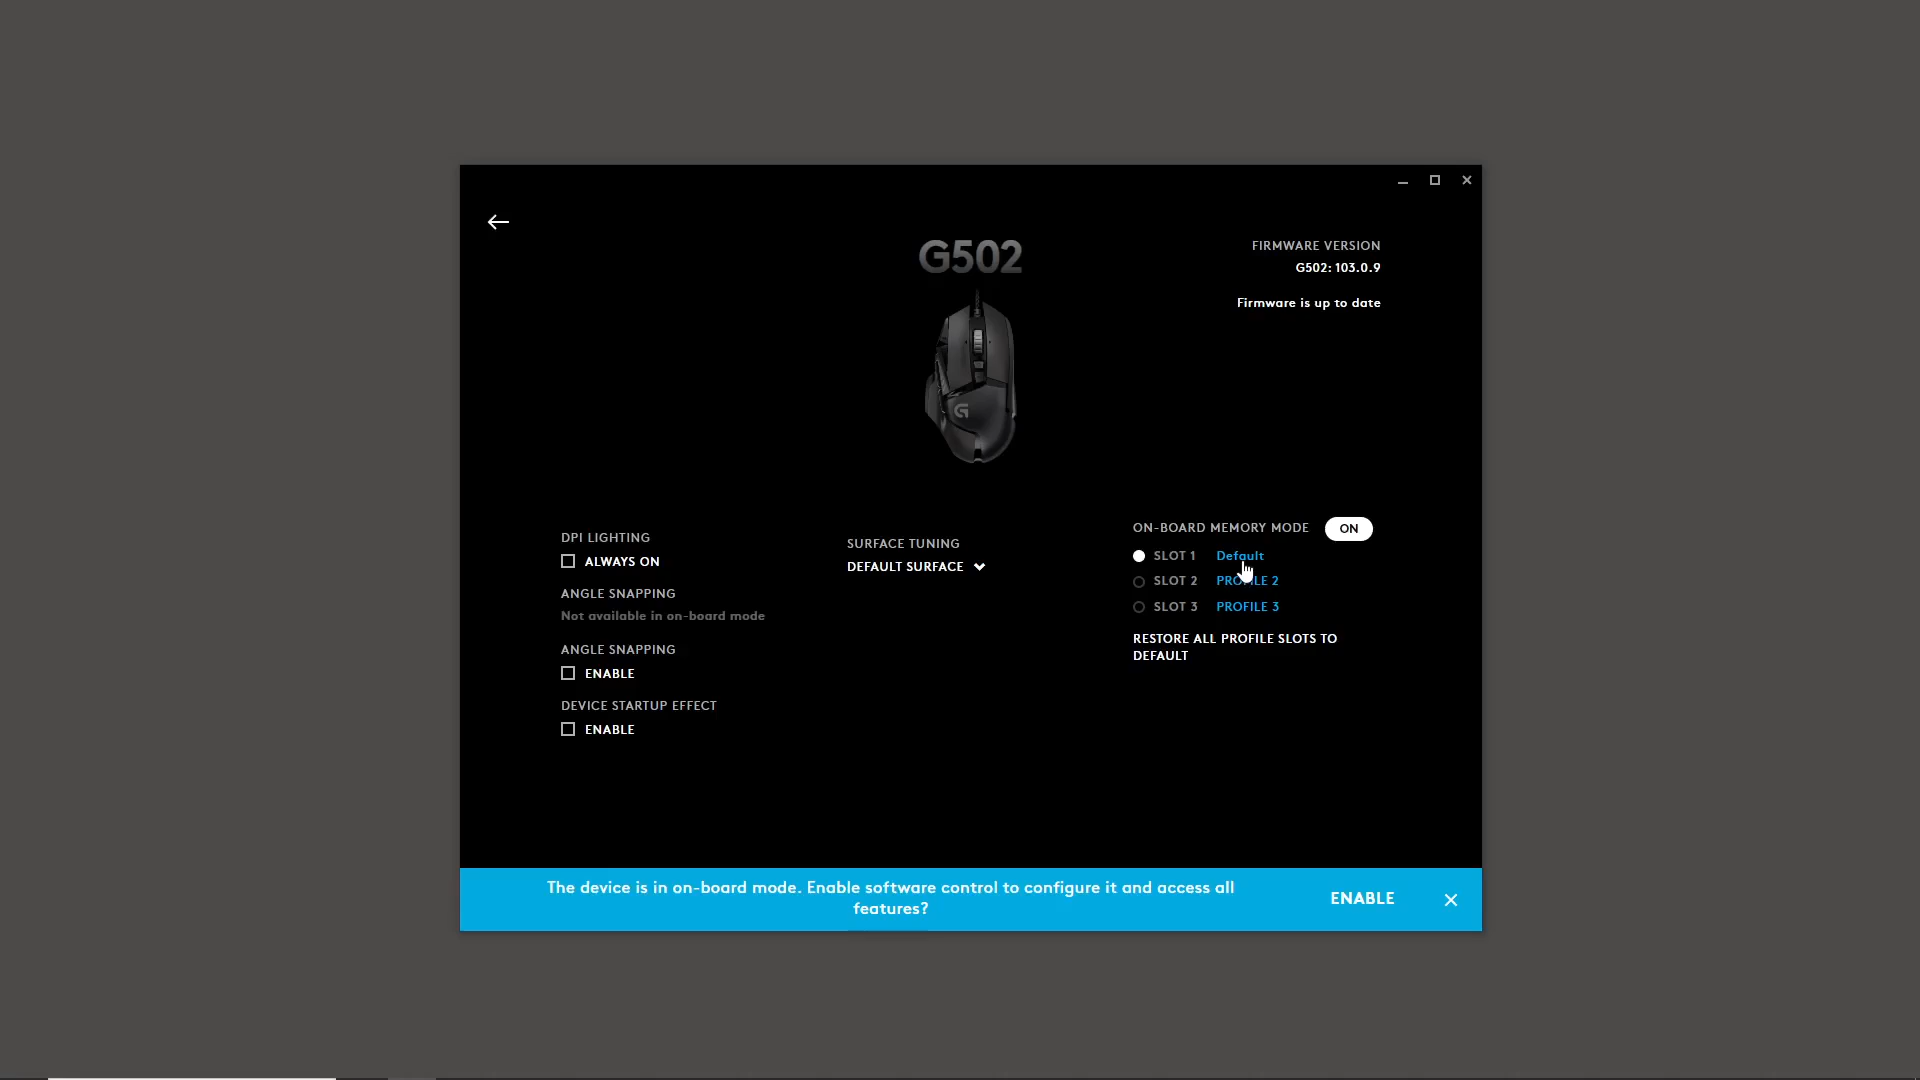 G502
FIRMWARE VERSION
G502: 103.0.9
Firmware is up to date
G
DPI LIGHTING
ALWAYS ON
ANGLE SNAPPING
Not available in on-board mode
ANGLE SNAPPING
ENABLE
DEVICE STARTUP EFFECT
ENABLE
SURFACE TUNING
DEFAULT SURFACE
ON-BOARD MEMORY MODE ON
SLOT 1 Default
SLOT 2 PROFILE 2
SLOT 3 PROFILE 3
RESTORE ALL PROFILE SLOTS TO
DEFAULT
The device is in on-board mode. Enable software control to configure it and access all
features?
ENABLE